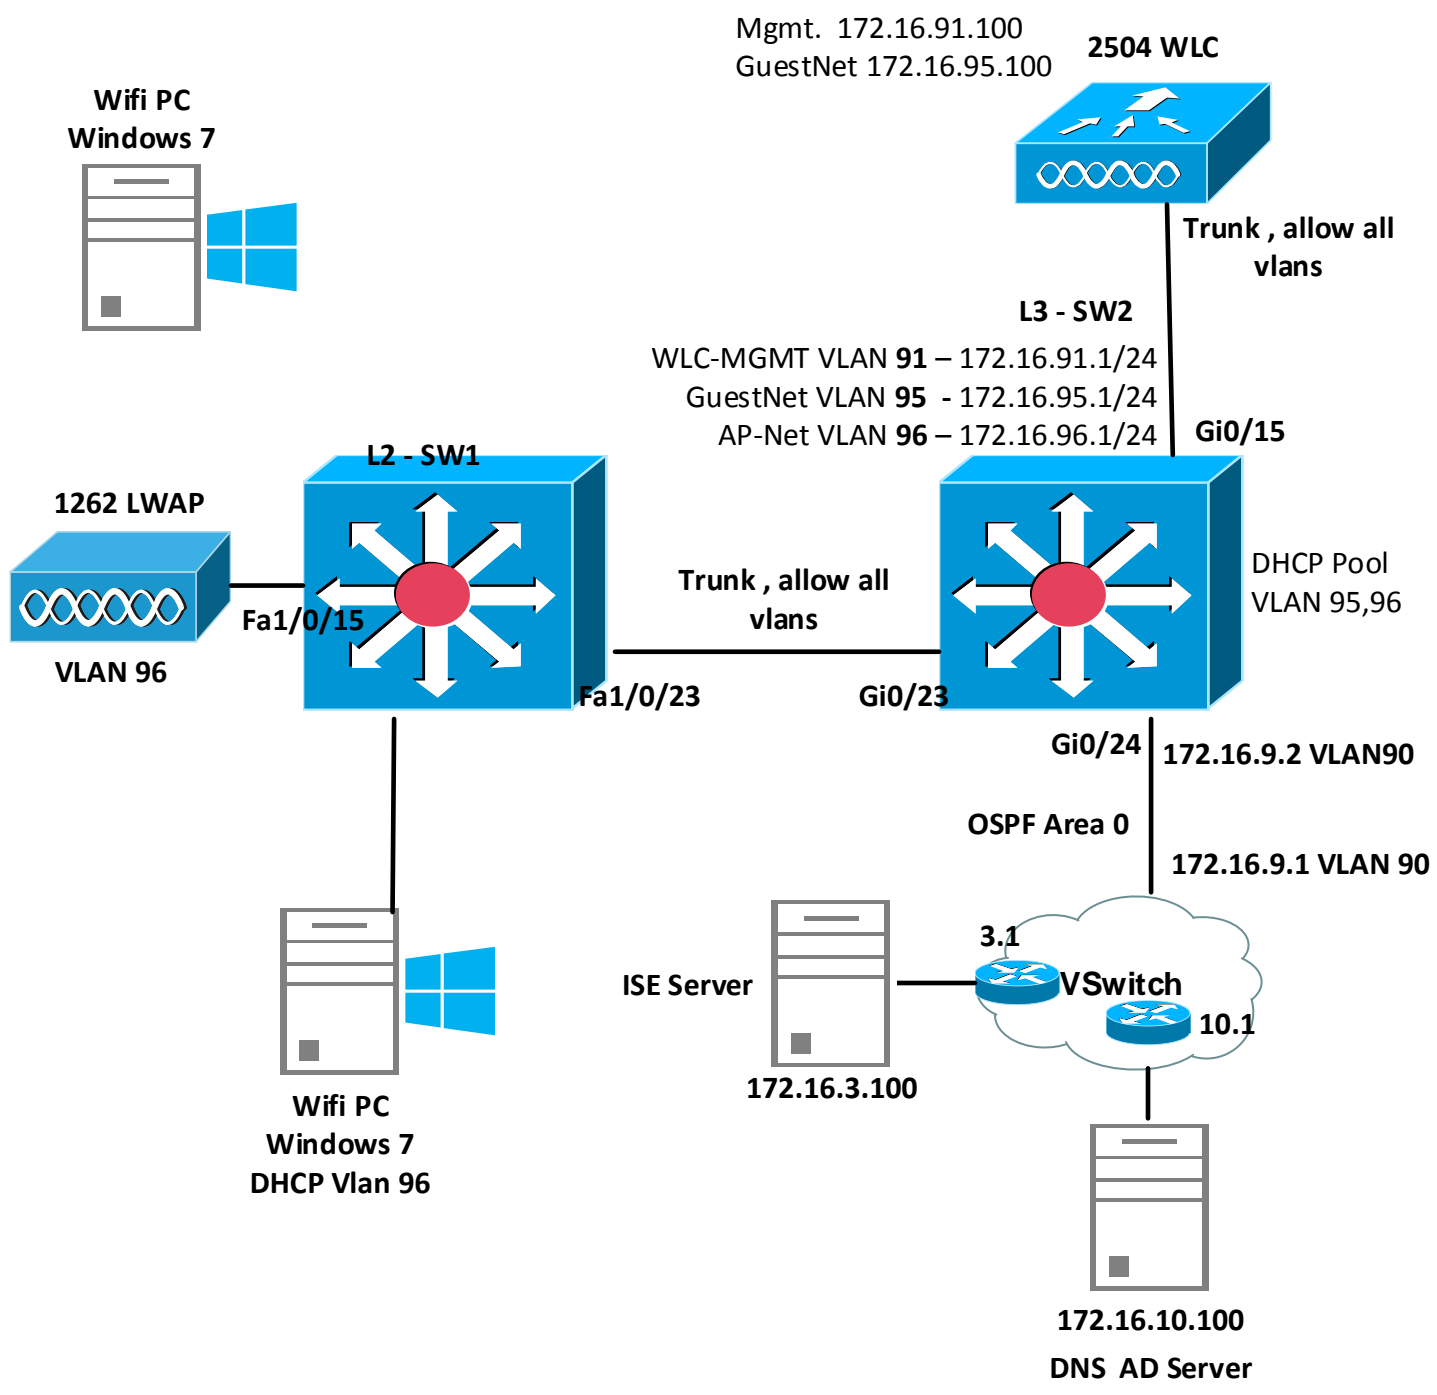 Mgmt.  172.16.91.100
GuestNet 172.16.95.100
2504 WLC
Wifi PC
Windows 7
Trunk , allow all
vlans
L3 - SW2
WLC-MGMT VLAN 91 – 172.16.91.1/24
GuestNet VLAN 95  - 172.16.95.1/24
AP-Net VLAN 96 – 172.16.96.1/24
Gi0/15
L2 - SW1
1262 LWAP
Fa1/0/15
VLAN 96
Trunk , allow all
vlans
DHCP Pool
VLAN 95,96
Fa1/0/23
Gi0/23
Gi0/24
172.16.9.2 VLAN90
OSPF Area 0
172.16.9.1 VLAN 90
3.1
VSwitch
10.1
ISE Server
172.16.3.100
Wifi PC
Windows 7
DHCP Vlan 96
172.16.10.100
DNS  AD Server